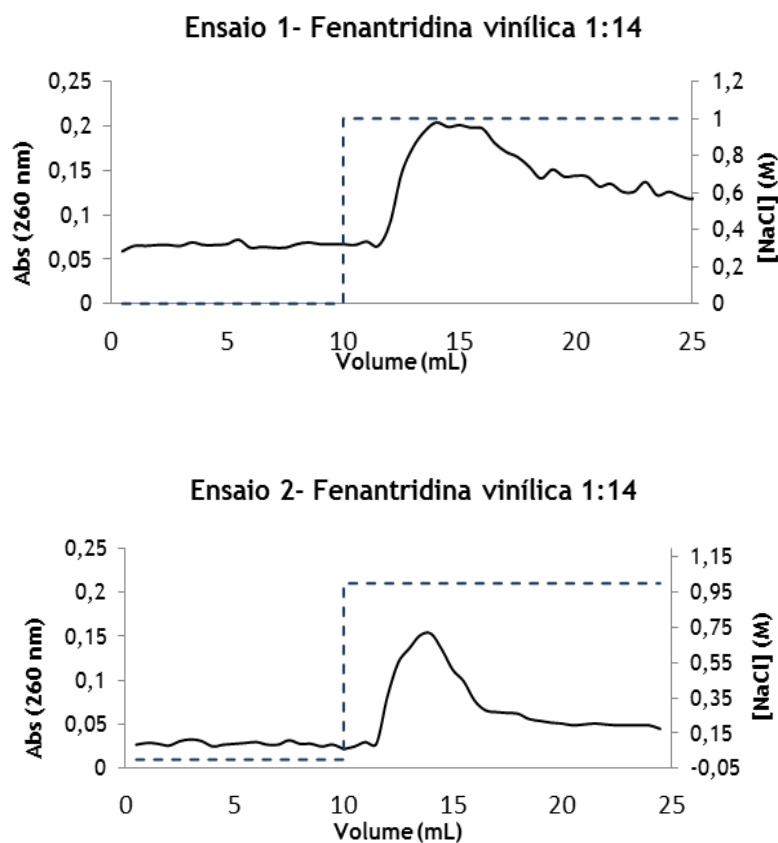 Ensaio 1- Fenantridina vinílica 1:14
0,25
0,2
0,15
0,1
0,05
0
Abs (260 nm)
1,2
1
0,8
0,6
0,4
0,2
0
[NaCl] (M)
0 5 10 15 20 25
Volume (mL)
Ensaio 2- Fenantridina vinílica 1:14
0,25
0,2
0,15
0,1
0,05
0
Abs (260 nm)
1,15
0,95
0,75
0,55
0,35
0,15
-0,05
[NaCl] (M)
0 5 10 15 20 25
Volume (mL)